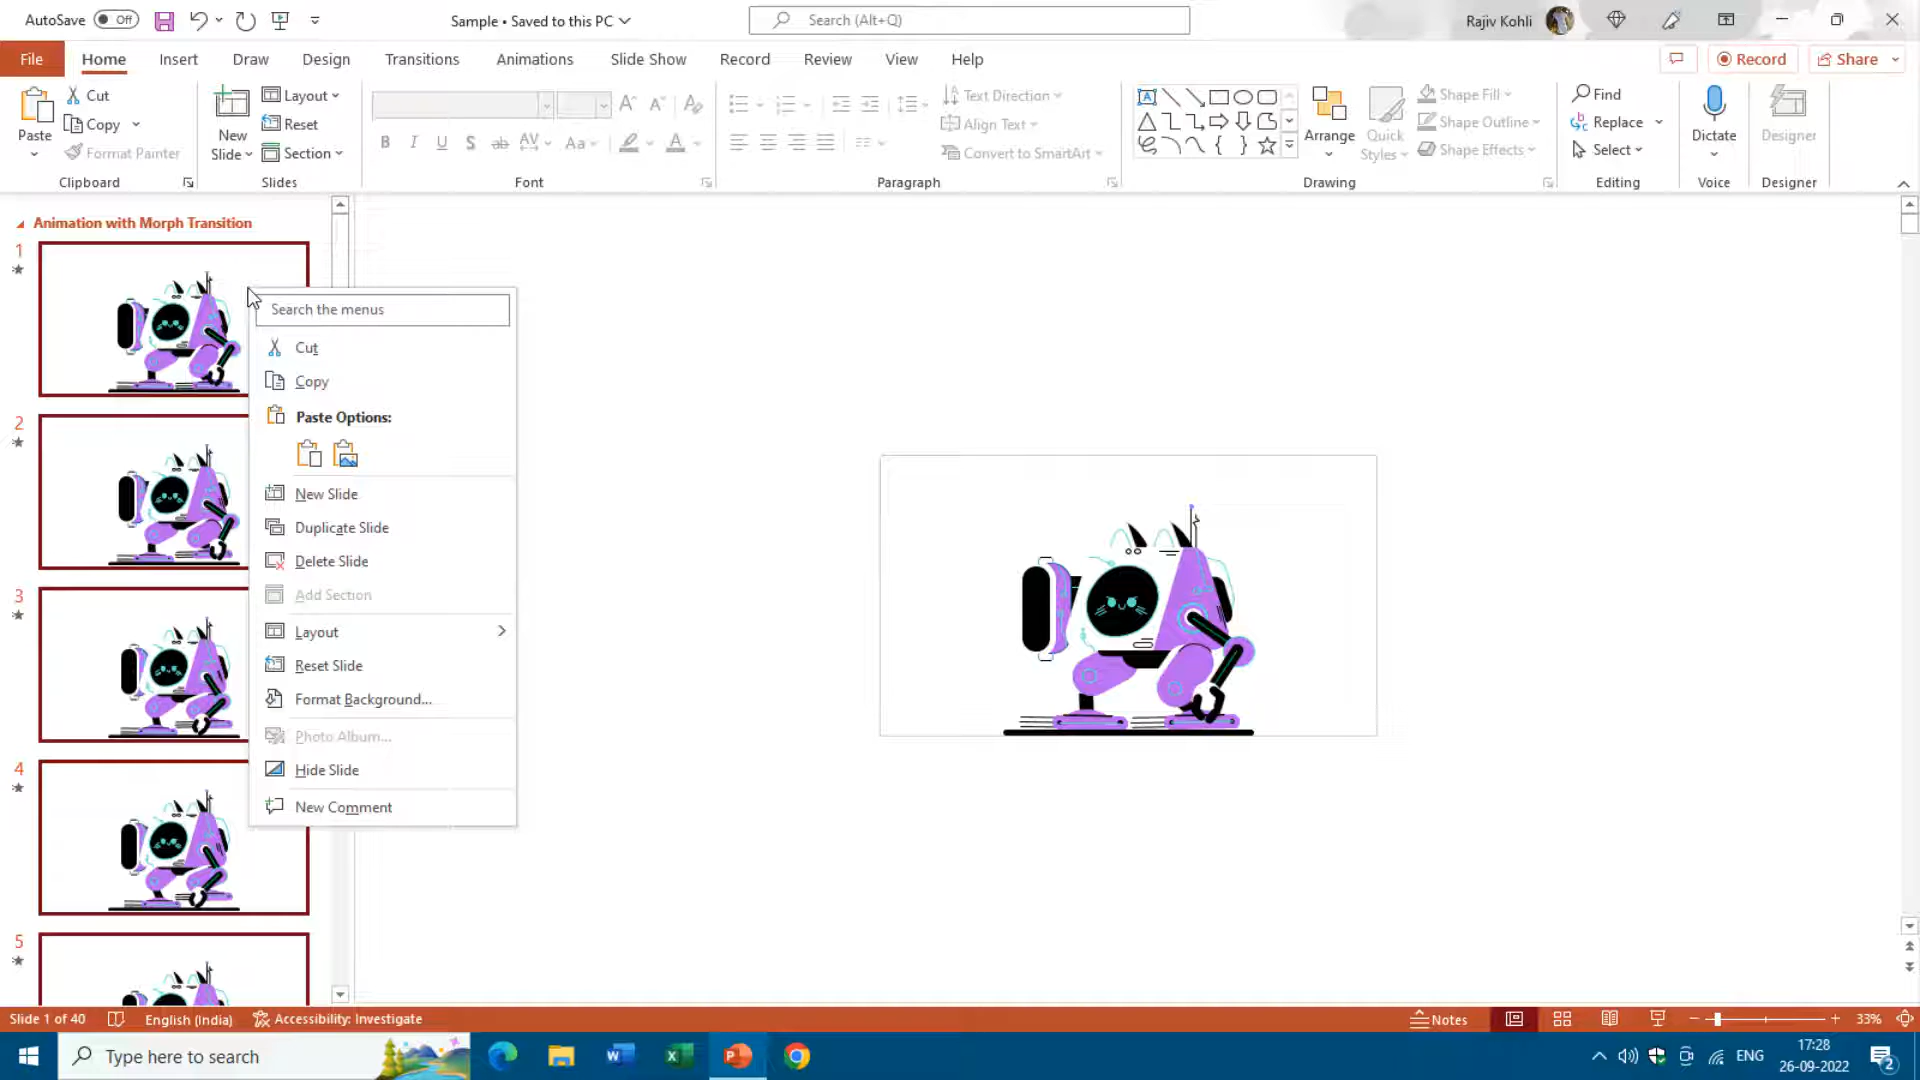 AutoSave Off
Sample • Saved to this PC
Search (Alt+Q)
Rajiv Kohli
File Home Insert Draw Design Transitions Animations Slide Show Record Review View Help
Record Share
Paste
Cut
Copy
Format Painter
Clipboard
New
Slide
Layout
Reset
Section
Slides
B I U S ab AV Aa A
Font
Text Direction
Align Text
Convert to SmartArt
Paragraph
Arrange
Quick
Styles
Shape Fill
Shape Outline
Shape Effects
Drawing
Find
Replace
Select
Editing
Dictate
Voice
Designer
Designer
Animation with Morph Transition
1
2
3
4
5
Search the menus
Cut
Copy
Paste Options:
New Slide
Duplicate Slide
Delete Slide
Add Section
Layout
Reset Slide
Format Background...
Photo Album...
Hide Slide
New Comment
Slide 1 of 40
English (India)
Accessibility: Investigate
Notes
33%
Type here to search
ENG
17:28
26-09-2022
2